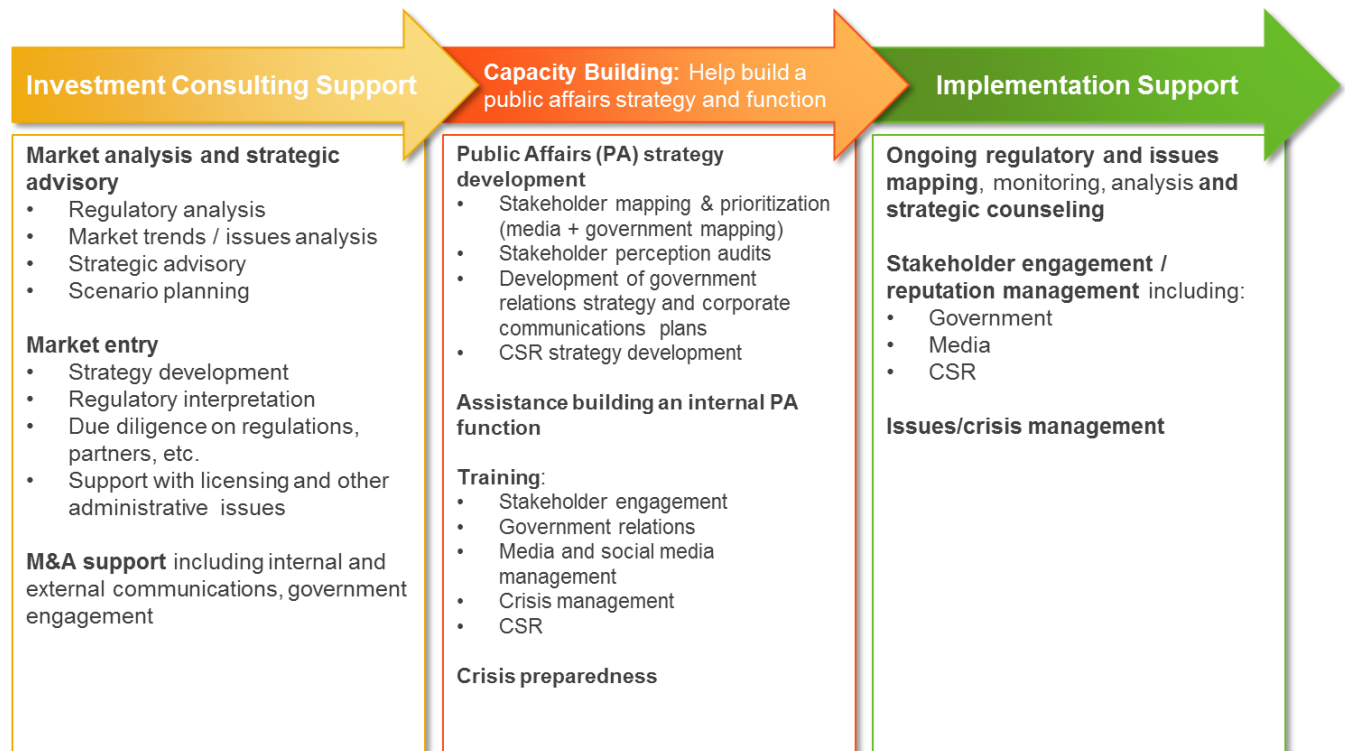 Investment Consulting Support
Capacity Building: Help build a
public affairs strategy and function
Implementation Support
Market analysis and strategic
advisory
• Regulatory analysis
• Market trends / issues analysis
• Strategic advisory
• Scenario planning
Market entry
• Strategy development
• Regulatory interpretation
• Due diligence on regulations,
partners, etc.
• Support with licensing and other
administrative issues
M&A support including internal and
external communications, government
engagement
Public Affairs (PA) strategy
development
• Stakeholder mapping & prioritization
(media + government mapping)
• Stakeholder perception audits
• Development of government
relations strategy and corporate
communications plans
• CSR strategy development
Assistance building an internal PA
function
Training:
• Stakeholder engagement
• Government relations
• Media and social media
management
• Crisis management
• CSR
Crisis preparedness
Ongoing regulatory and issues
mapping, monitoring, analysis and
strategic counseling
Stakeholder engagement /
reputation management including:
• Government
• Media
• CSR
Issues/crisis management